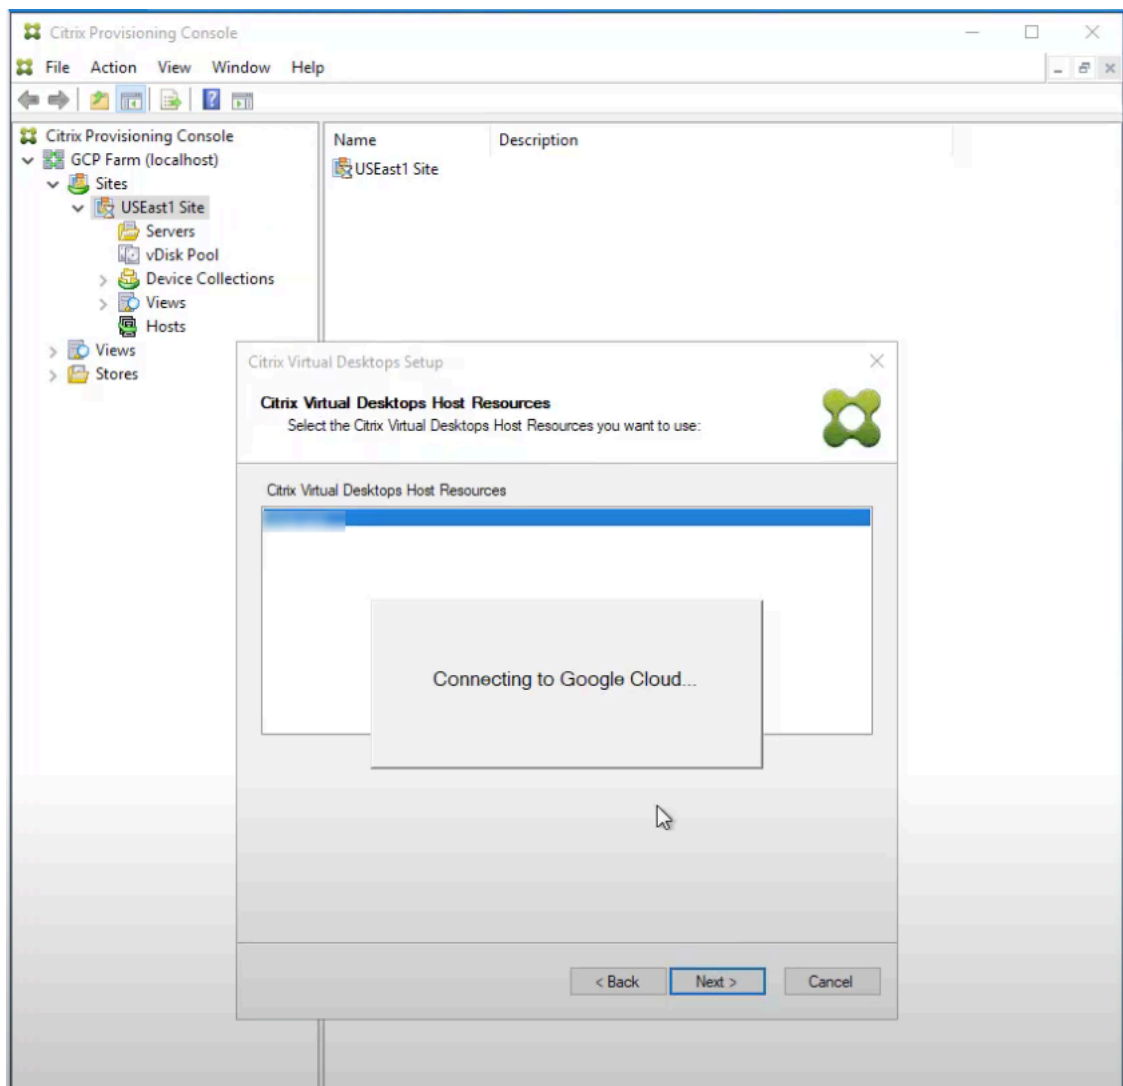 Citrix Provisioning Console
File Action View Window Help
Citrix Provisioning Console
GCP Farm (localhost)
Sites
USEast1 Site
Servers
vDisk Pool
Device Collections
Views
Hosts
Views
Stores
Name Description
USEast1 Site
Citrix Virtual Desktops Setup
Citrix Virtual Desktops Host Resources
Select the Citrix Virtual Desktops Host Resources you want to use:
Citrix Virtual Desktops Host Resources
Connecting to Google Cloud...
< Back Next > Cancel